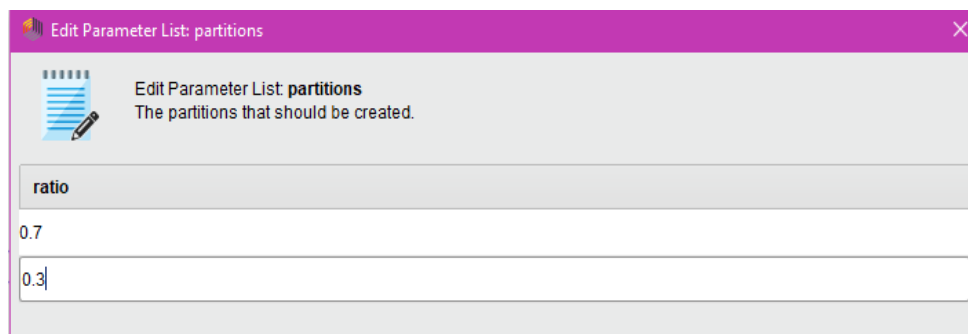 Edit Parameter List: partitions
Edit Parameter List: partitions
The partitions that should be created.
ratio
0.7
0.3